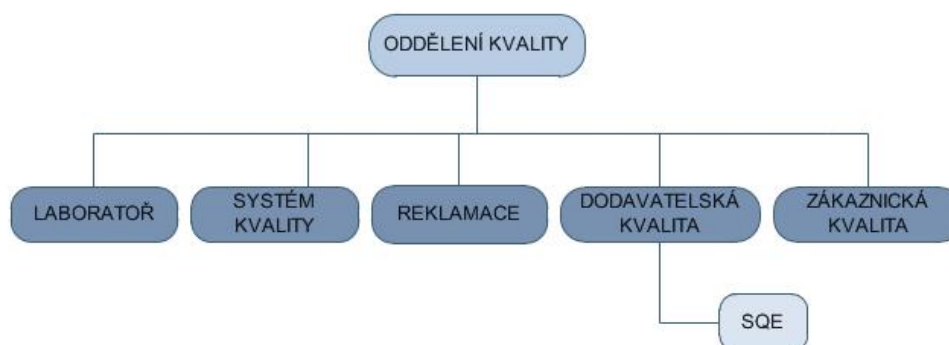 ODDĚLENÍ KVALITY
LABORATOŘ
SYSTÉM
KVALITY
REKLAMACE
DODAVATELSKÁ
KVALITA
ZÁKAZNICKÁ
KVALITA
SQE